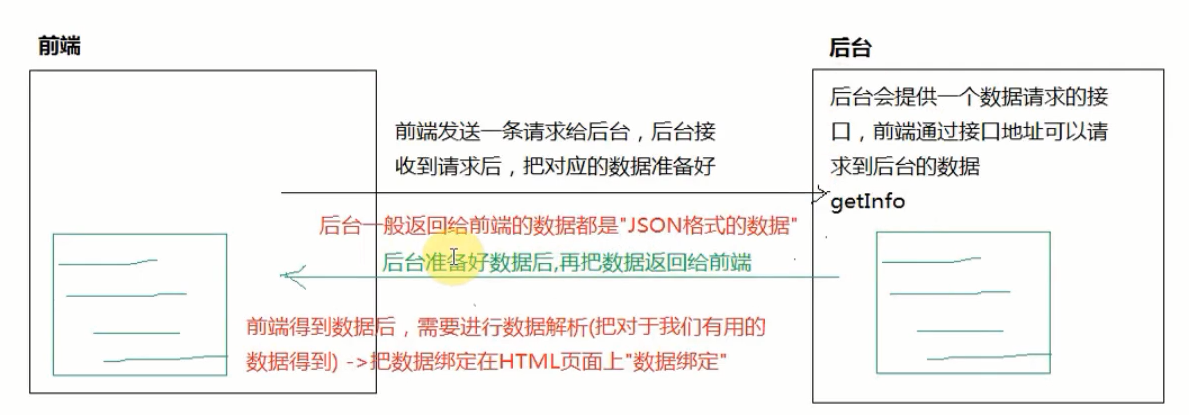 前端
后台
后台会提供一个数据请求的接
口，前端通过接口地址可以请
求到后台的数据
getInfo
前端发送一条请求给后台，后台接
收到请求后，把对应的数据准备好
后台一般返回给前端的数据都是"JSON格式的数据"
后台准备好数据后,再把数据返回给前端
前端得到数据后，需要进行数据解析(把对于我们有用的
数据得到) ->把数据绑定在HTML页面上"数据绑定"